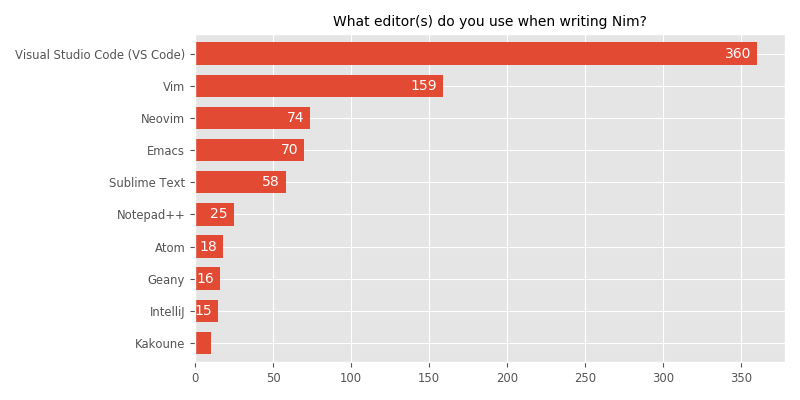 What editor(s) do you use when writing Nim?
Visual Studio Code (VS Code) 360
Vim 159
Neovim 74
Emacs 70
Sublime Text 58
Notepad++ 25
Atom 18
Geany 16
IntelliJ 15
Kakoune
0 50 100 150 200 250 300 350